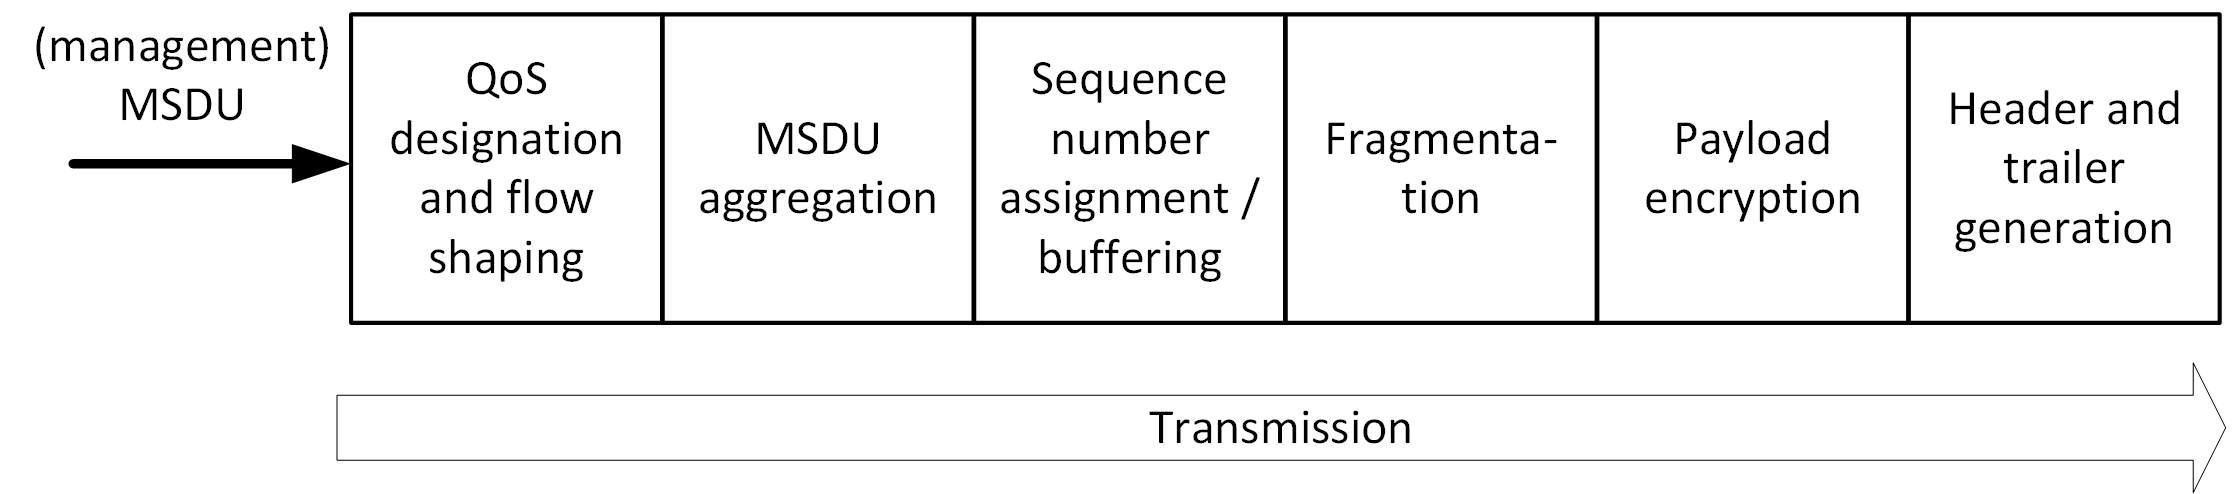 (management)
MSDU
QoS
designation
and flow
shaping
MSDU
aggregation
Sequence
number
assignment /
buffering
Fragmenta-
tion
Payload
encryption
Header and
trailer
generation
Transmission